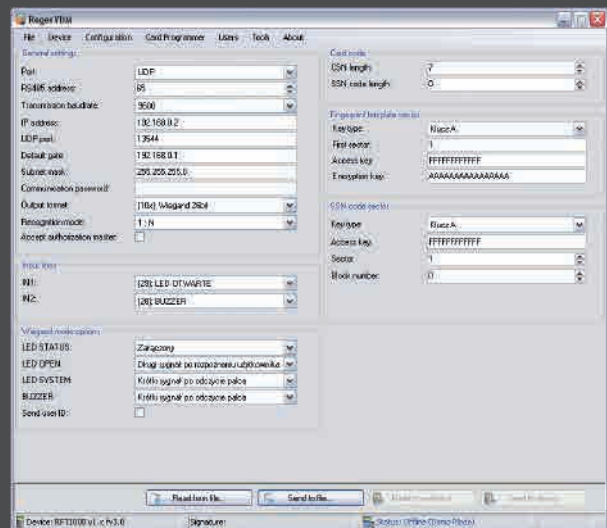 Roger VDM
File Device Configuration Card Programmer Users Tools About
General settings
Port: UDP
RS485 address: 65
Transmission baudrate: 9600
IP address: 192.168.0.2
UDP port: 13544
Default gate: 192.168.0.1
Subnet mask: 255.255.255.0
Communication password:
Output format: [10x]: Wiegand 26bit
Recognition mode: 1 : N
Accept authorization master:
Input lines
IN1: [29]: LED OTWARTE
IN2: [28]: BUZZER
Wiegand mode options
LED STATUS: Załączony
LED OPEN: Drugi sygnał po rozpoznaniu użytkownika
LED SYSTEM: Krótki sygnał po odczycie palca
BUZZER: Krótki sygnał po odczycie palca
Send user ID:
Card code
CSN length: 7
SSN code length: 0
Fingerprint template sector
Key type: Klucz A
First sector: 1
Access key: FFFFFFFFFFFF
Encryption key:
SSN code sector
Key type: Klucz A
Access key: FFFFFFFFFFFF
Sector: 1
Block number: 0
Read from file... Send to file...
Device: RFT1000 v1.x fv3.0 Signature: Status: Offline (Demo Mode)